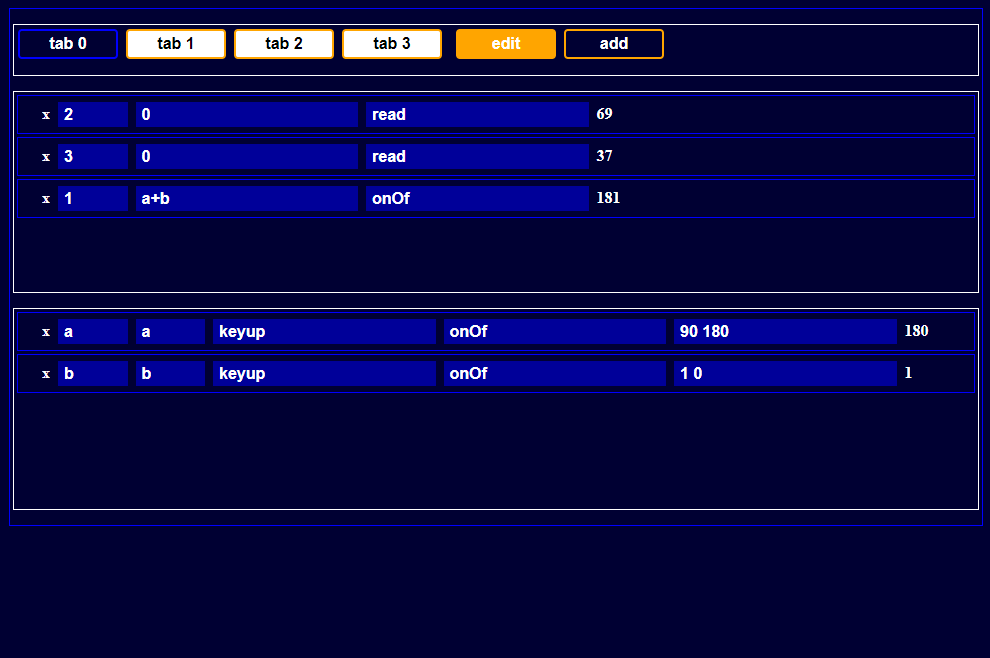 tab 0 tab 1 tab 2 tab 3 edit add
x 2 0 read 69
x 3 0 read 37
x 1 a+b onOf 181
x a a keyup onOf 90 180 180
x b b keyup onOf 1 0 1